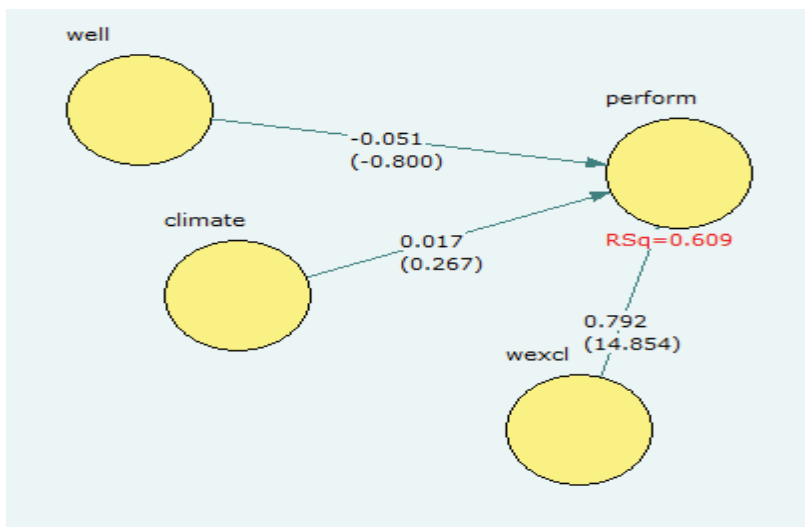 well
perform
-0.051
(-0.800)
climate
0.017
(0.267)
RSq=0.609
0.792
(14.854)
wexcl